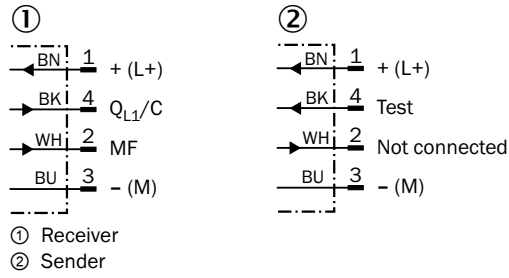 ① ②
BN 1 + (L+)
BK 4 QL1/C
WH 2 MF
BU 3 − (M)
BN 1 + (L+)
BK 4 Test
WH 2 Not connected
BU 3 − (M)
① Receiver
② Sender